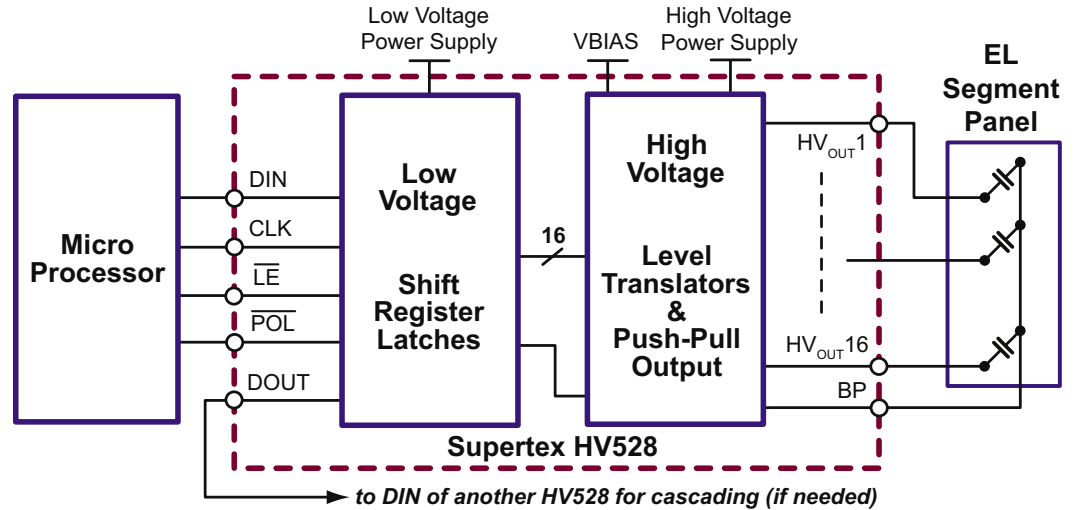 Low Voltage
Power Supply
VBIAS
High Voltage
Power Supply
EL
Segment
Panel
Micro
Processor
DIN
CLK
L̅E̅
P̅O̅L̅
DOUT
Low
Voltage
Shift
Register
Latches
16
High
Voltage
Level
Translators
&
Push-Pull
Output
HVOUT1
HVOUT16
BP
Supertex HV528
to DIN of another HV528 for cascading (if needed)